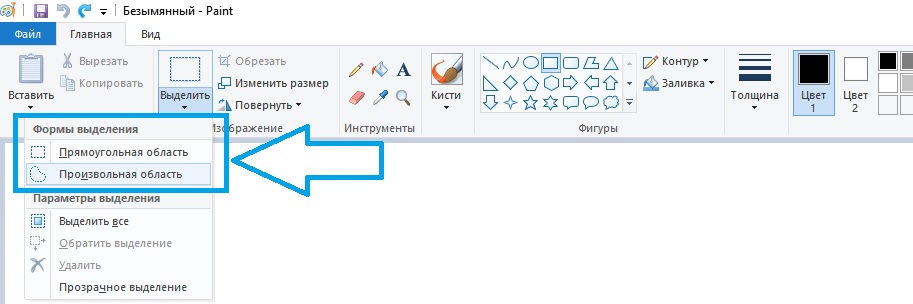 Безымянный - Paint
Файл Главная Вид
Вставить
Вырезать
Копировать
Выделить
Обрезать
Изменить размер
Повернуть
Изображение
Инструменты
Кисти
Фигуры
Контур
Заливка
Толщина
Цвет 1
Цвет 2
Формы выделения
Прямоугольная область
Произвольная область
Параметры выделения
Выделить все
Обратить выделение
Удалить
Прозрачное выделение